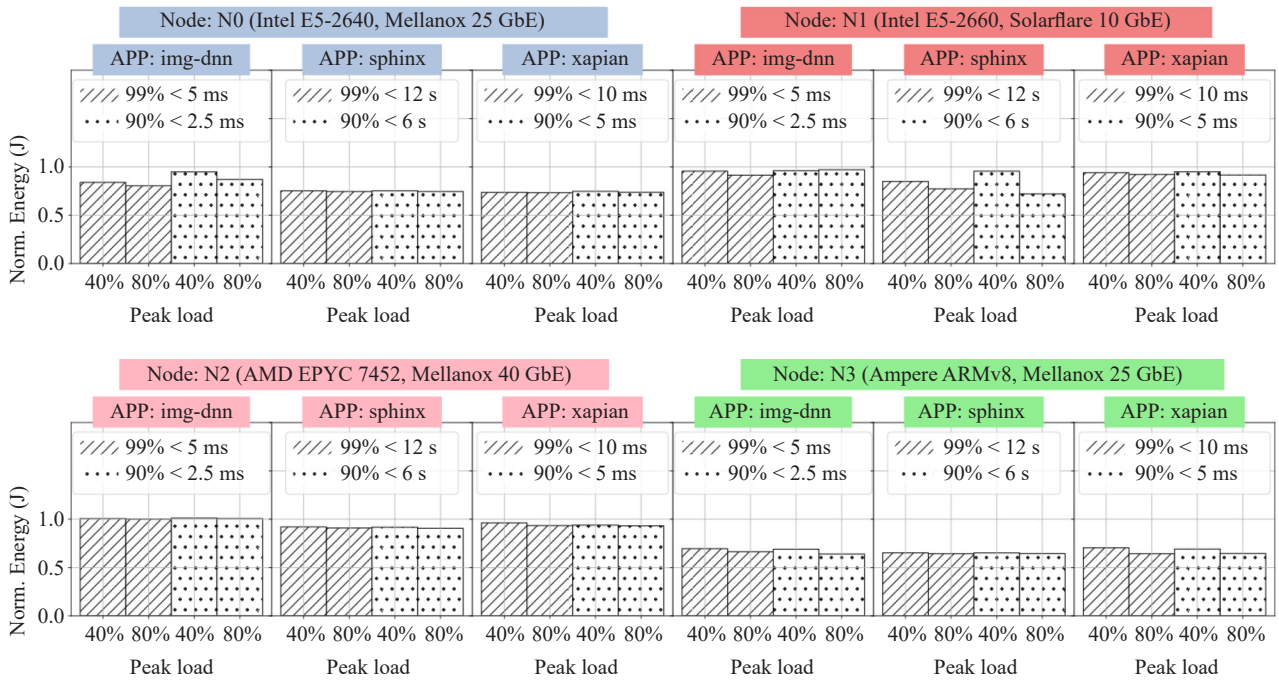 Node: N0 (Intel E5-2640, Mellanox 25 GbE)
Node: N1 (Intel E5-2660, Solarflare 10 GbE)
APP: img-dnn
APP: sphinx
APP: xapian
APP: img-dnn
APP: sphinx
APP: xapian
99% < 5 ms
90% < 2.5 ms
99% < 12 s
90% < 6 s
99% < 10 ms
90% < 5 ms
99% < 5 ms
90% < 2.5 ms
99% < 12 s
90% < 6 s
99% < 10 ms
90% < 5 ms
Norm. Energy (J)
1.0
0.5
0.0
40% 80% 40% 80%
40% 80% 40% 80%
40% 80% 40% 80%
40% 80% 40% 80%
40% 80% 40% 80%
40% 80% 40% 80%
Peak load
Peak load
Peak load
Peak load
Peak load
Peak load
Node: N2 (AMD EPYC 7452, Mellanox 40 GbE)
Node: N3 (Ampere ARMv8, Mellanox 25 GbE)
APP: img-dnn
APP: sphinx
APP: xapian
APP: img-dnn
APP: sphinx
APP: xapian
99% < 5 ms
90% < 2.5 ms
99% < 12 s
90% < 6 s
99% < 10 ms
90% < 5 ms
99% < 5 ms
90% < 2.5 ms
99% < 12 s
90% < 6 s
99% < 10 ms
90% < 5 ms
Norm. Energy (J)
1.0
0.5
0.0
40% 80% 40% 80%
40% 80% 40% 80%
40% 80% 40% 80%
40% 80% 40% 80%
40% 80% 40% 80%
40% 80% 40% 80%
Peak load
Peak load
Peak load
Peak load
Peak load
Peak load